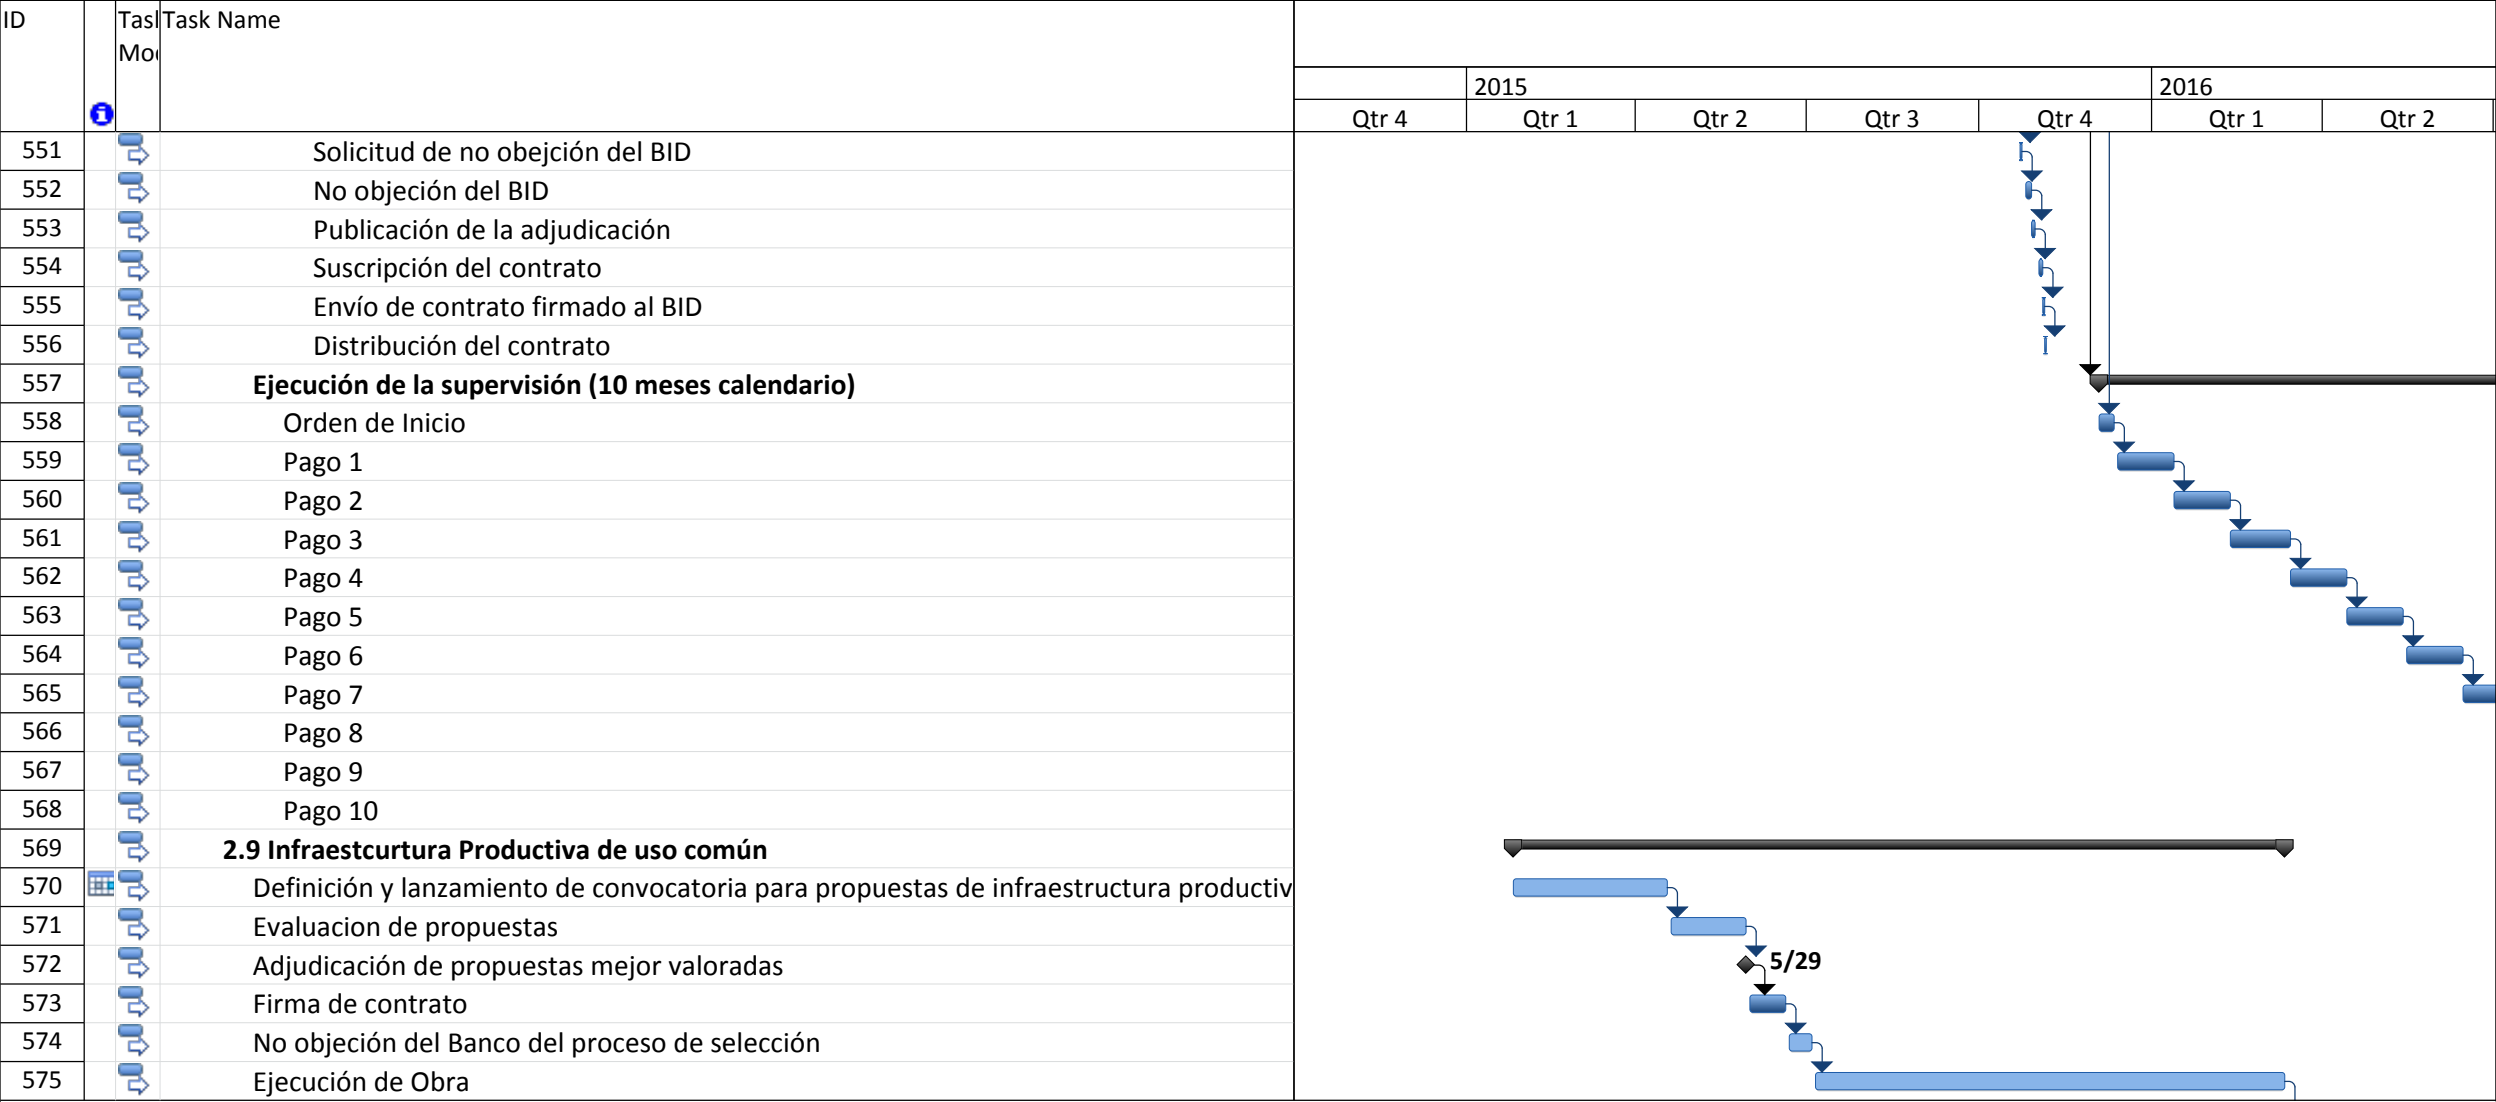 ID
Task Name
Tasl
Mo
2015
2016
Qtr 4
Qtr 1
Qtr 2
Qtr 3
Qtr 4
Qtr 1
Qtr 2
551 Solicitud de no obejción del BID
552 No objeción del BID
553 Publicación de la adjudicación
554 Suscripción del contrato
555 Envío de contrato firmado al BID
556 Distribución del contrato
557 Ejecución de la supervisión (10 meses calendario)
558 Orden de Inicio
559 Pago 1
560 Pago 2
561 Pago 3
562 Pago 4
563 Pago 5
564 Pago 6
565 Pago 7
566 Pago 8
567 Pago 9
568 Pago 10
569 2.9 Infraestcurtura Productiva de uso común
570 Definición y lanzamiento de convocatoria para propuestas de infraestructura productiv
571 Evaluacion de propuestas
572 Adjudicación de propuestas mejor valoradas 5/29
573 Firma de contrato
574 No objeción del Banco del proceso de selección
575 Ejecución de Obra